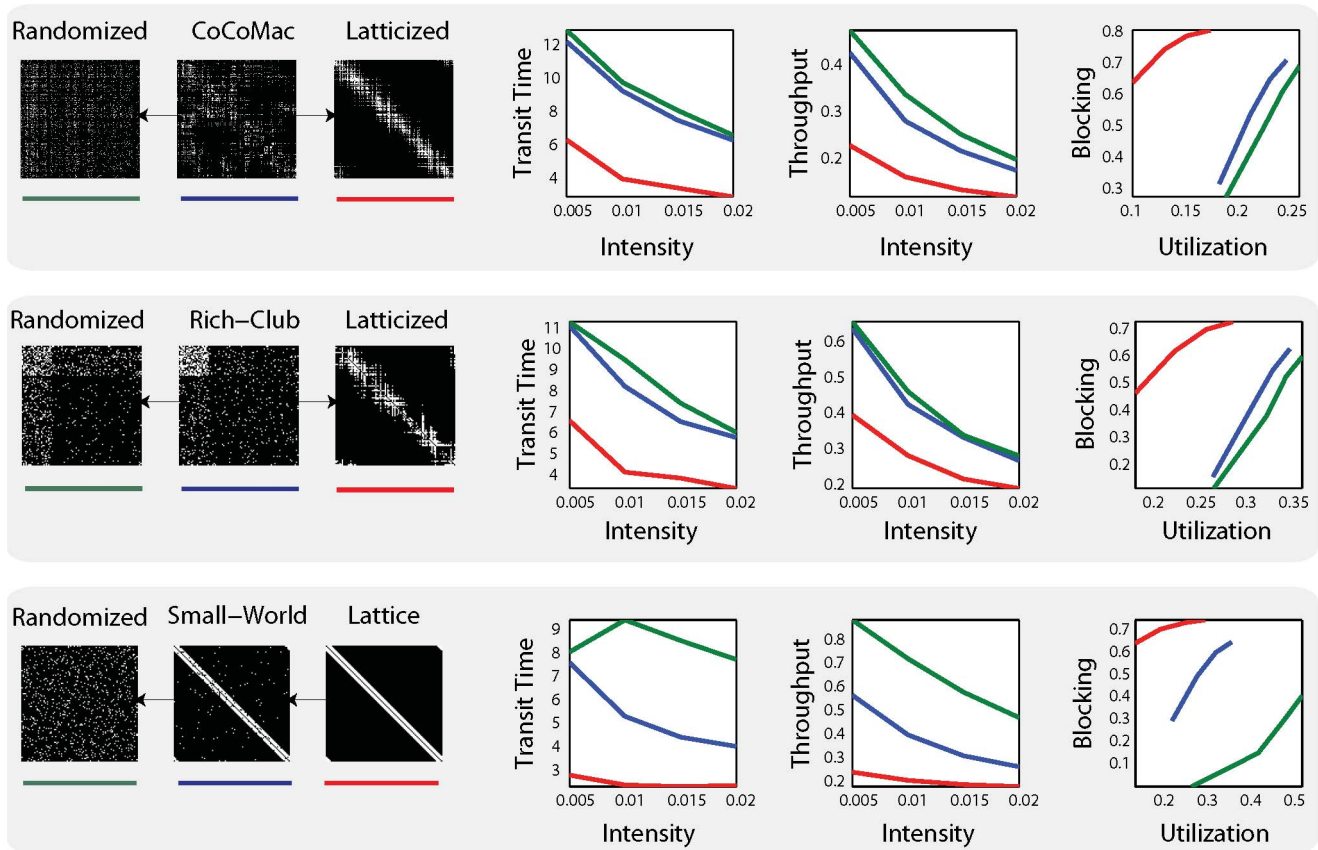 Randomized CoCoMac Latticized
Transit Time
12
10
8
6
4
0.005 0.01 0.015 0.02
Intensity
Throughput
0.4
0.3
0.2
0.005 0.01 0.015 0.02
Intensity
Blocking
0.8
0.7
0.6
0.5
0.4
0.3
0.1 0.15 0.2 0.25
Utilization
Randomized Rich-Club Latticized
Transit Time
11
10
9
8
7
6
5
4
0.005 0.01 0.015 0.02
Intensity
Throughput
0.6
0.5
0.4
0.3
0.2
0.005 0.01 0.015 0.02
Intensity
Blocking
0.7
0.6
0.5
0.4
0.3
0.2
0.2 0.25 0.3 0.35
Utilization
Randomized Small-World Lattice
Transit Time
9
8
7
6
5
4
3
0.005 0.01 0.015 0.02
Intensity
Throughput
0.8
0.7
0.6
0.5
0.4
0.3
0.2
0.005 0.01 0.015 0.02
Intensity
Blocking
0.7
0.6
0.5
0.4
0.3
0.2
0.1
0.2 0.3 0.4 0.5
Utilization